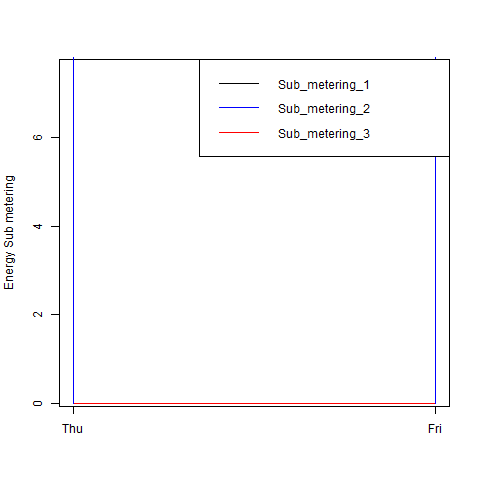 Sub_metering_1
Sub_metering_2
Sub_metering_3
Energy Sub metering
6
4
2
0
Thu Fri